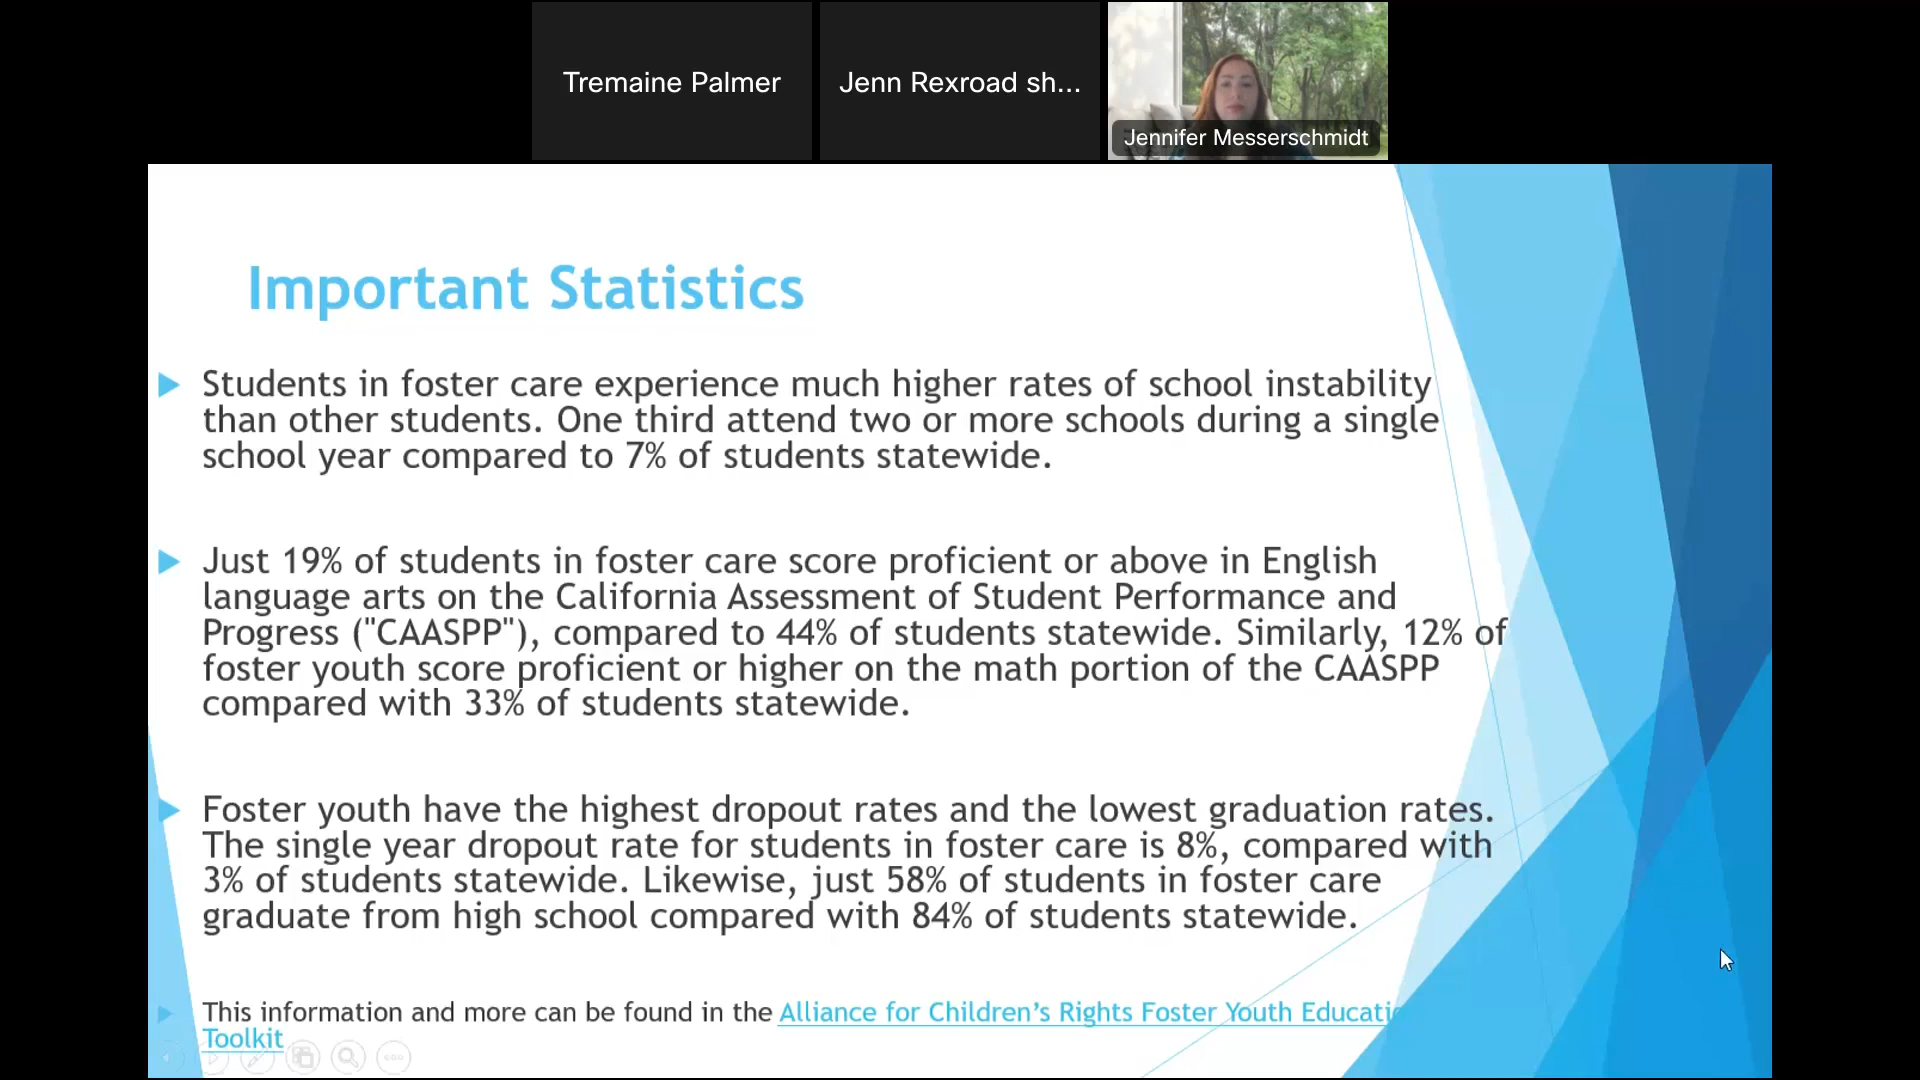 Tremaine Palmer
Jenn Rexroad sh...
Jennifer Messerschmidt
Important Statistics
Students in foster care experience much higher rates of school instability
than other students. One third attend two or more schools during a single
school year compared to 7% of students statewide.
Just 19% of students in foster care score proficient or above in English
language arts on the California Assessment of Student Performance and
Progress ("CAASPP"), compared to 44% of students statewide. Similarly, 12% of
foster youth score proficient or higher on the math portion of the CAASPP
compared with 33% of students statewide.
Foster youth have the highest dropout rates and the lowest graduation rates.
The single year dropout rate for students in foster care is 8%, compared with
3% of students statewide. Likewise, just 58% of students in foster care
graduate from high school compared with 84% of students statewide.
This information and more can be found in the Alliance for Children’s Rights Foster Youth Educatio
Toolkit